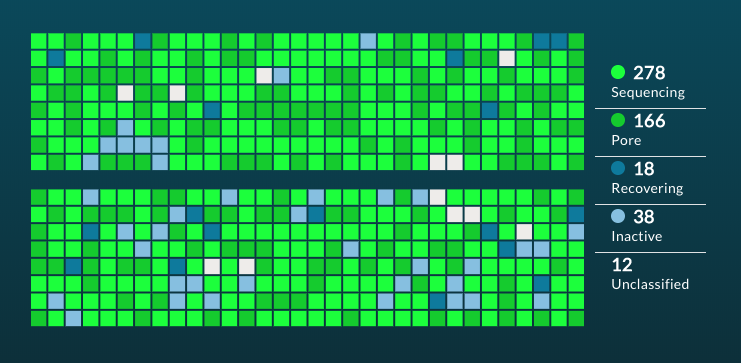 278
Sequencing
166
Pore
18
Recovering
38
Inactive
12
Unclassified